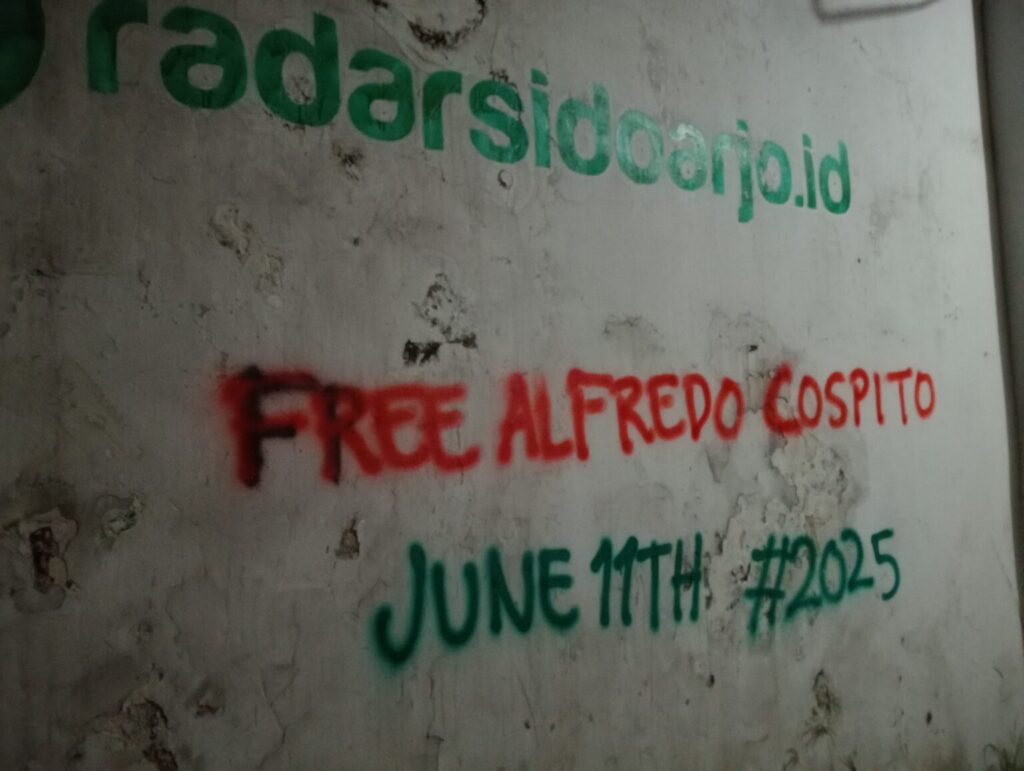 radarsidoarjo.id
FREE ALFREDO COSPITO
JUNE 11TH #2025